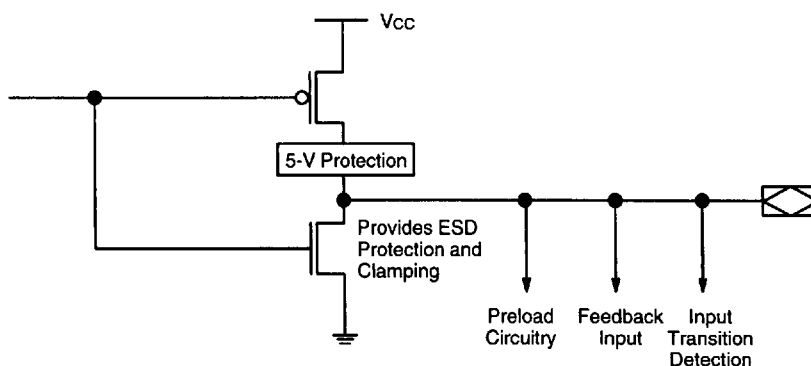 Vcc
5-V Protection
Provides ESD
Protection and
Clamping
Preload
Circuitry
Feedback
Input
Input
Transition
Detection